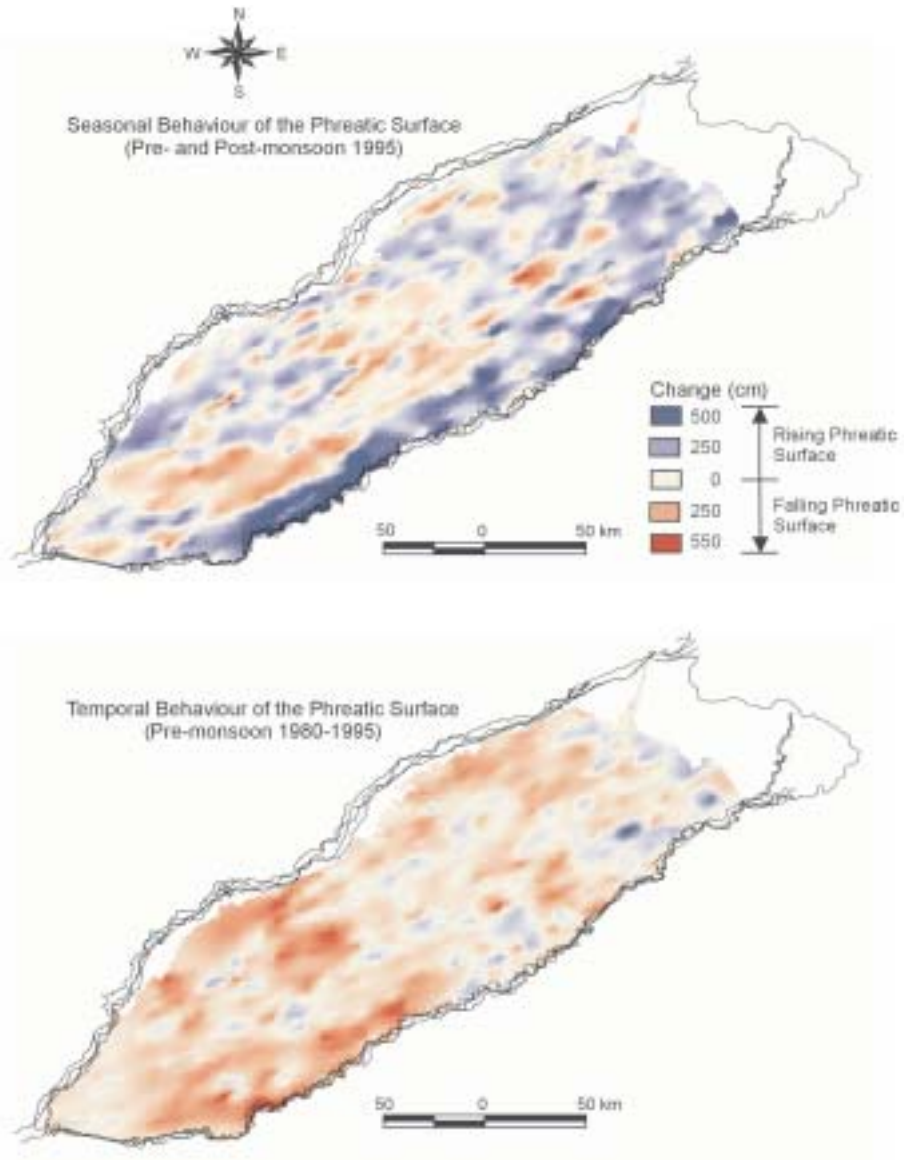 N
W E
S
Seasonal Behaviour of the Phreatic Surface
(Pre- and Post-monsoon 1995)
Change (cm)
500
250
0
250
550
Rising Phreatic
Surface
Falling Phreatic
Surface
50 0 50 km
Temporal Behaviour of the Phreatic Surface
(Pre-monsoon 1980-1995)
50 0 50 km